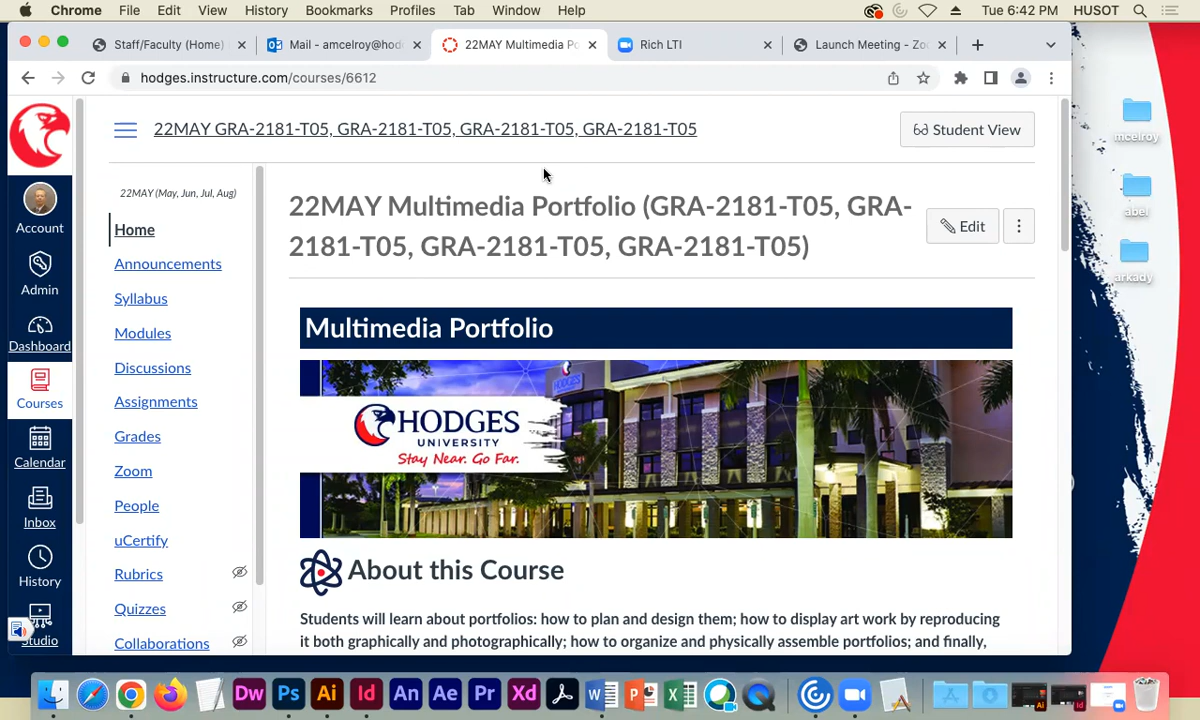 Chrome File Edit View History Bookmarks Profiles Tab Window Help Tue 6:42 PM HUSOT
Staff/Faculty (Home) Mail - amcelroy@hod 22MAY Multimedia Po Rich LTI Launch Meeting - Zo
hodges.instructure.com/courses/6612
22MAY GRA-2181-T05, GRA-2181-T05, GRA-2181-T05, GRA-2181-T05
Student View
22MAY (May, Jun, Jul, Aug)
Home
Announcements
Syllabus
Modules
Discussions
Assignments
Grades
Zoom
People
uCertify
Rubrics
Quizzes
Collaborations
Account
Admin
Dashboard
Courses
Calendar
Inbox
History
Studio
22MAY Multimedia Portfolio (GRA-2181-T05, GRA-
2181-T05, GRA-2181-T05, GRA-2181-T05)
Edit
Multimedia Portfolio
HODGES
HODGES
UNIVERSITY
Stay Near. Go Far.
About this Course
Students will learn about portfolios: how to plan and design them; how to display art work by reproducing
it both graphically and photographically; how to organize and physically assemble portfolios; and finally,
mcelroy
abel
arkady
Dw Ps Ai Id An Ae Pr Xd W P X